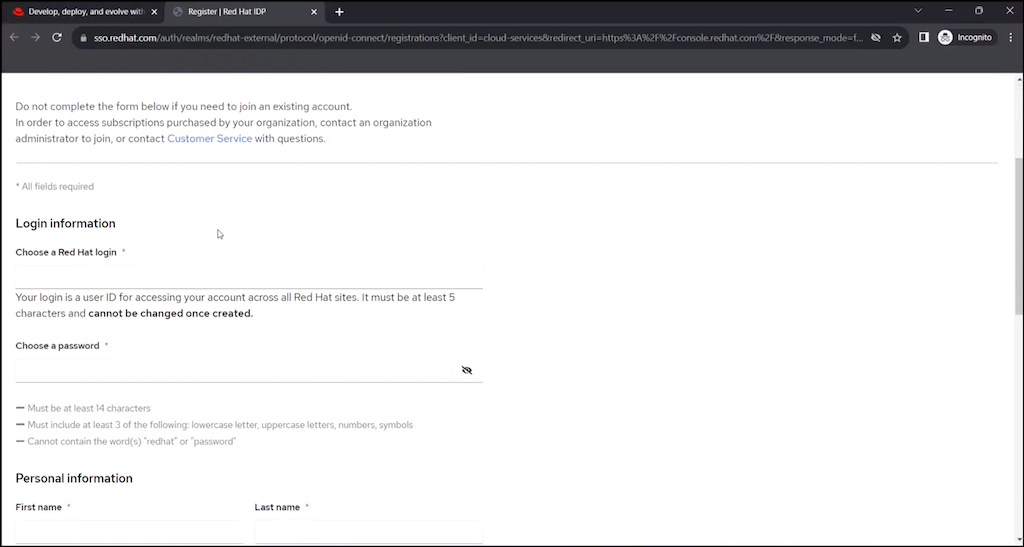 Develop, deploy, and evolve with
Register | Red Hat IDP
sso.redhat.com/auth/realms/redhat-external/protocol/openid-connect/registrations?client_id=cloud-services&redirect_uri=https%3A%2F%2Fconsole.redhat.com%2F&response_mode=f...
Incognito
Do not complete the form below if you need to join an existing account.
In order to access subscriptions purchased by your organization, contact an organization
administrator to join, or contact Customer Service with questions.
* All fields required
Login information
Choose a Red Hat login *
Your login is a user ID for accessing your account across all Red Hat sites. It must be at least 5
characters and cannot be changed once created.
Choose a password *
Must be at least 14 characters
Must include at least 3 of the following: lowercase letter, uppercase letters, numbers, symbols
Cannot contain the word(s) "redhat" or "password"
Personal information
First name * Last name *